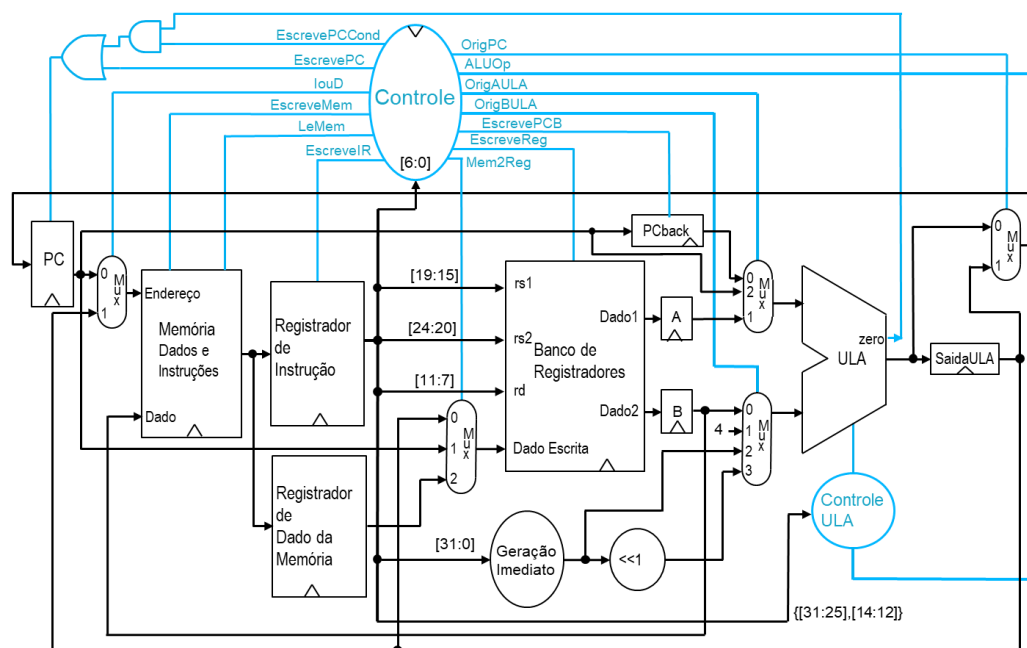 EscrevePCCond
EscrevePC
IouD
EscreveMem
LeMem
EscreveIR
Controle
[6:0]
OrigPC
ALUOp
OrigAULA
OrigBULA
EscrevePCB
EscreveReg
Mem2Reg
PC
0
1
Mux
Endereço
Memória
Dados e
Instruções
Dado
Registrador
de
Instrução
Registrador
de
Dado da
Memória
[19:15]
[24:20]
[11:7]
0
1
2
Mux
rs1
rs2
rd
Banco de
Registradores
Dado1
Dado2
Dado Escrita
PCback
A
B
0
2
1
Mux
4
0
1
2
3
Mux
ULA
zero
SaidaULA
0
1
Mux
Controle
ULA
[31:0]
Geração
Imediato
<<1
{[31:25],[14:12]}